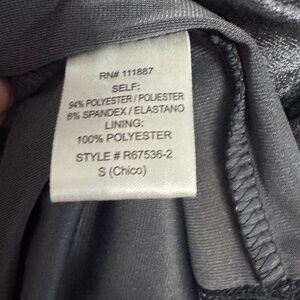 RN# 111887
SELF:
94% POLYESTER / POLIESTER
6% SPANDEX / ELASTANO
LINING:
100% POLYESTER
STYLE # R67536-2
S (Chico)